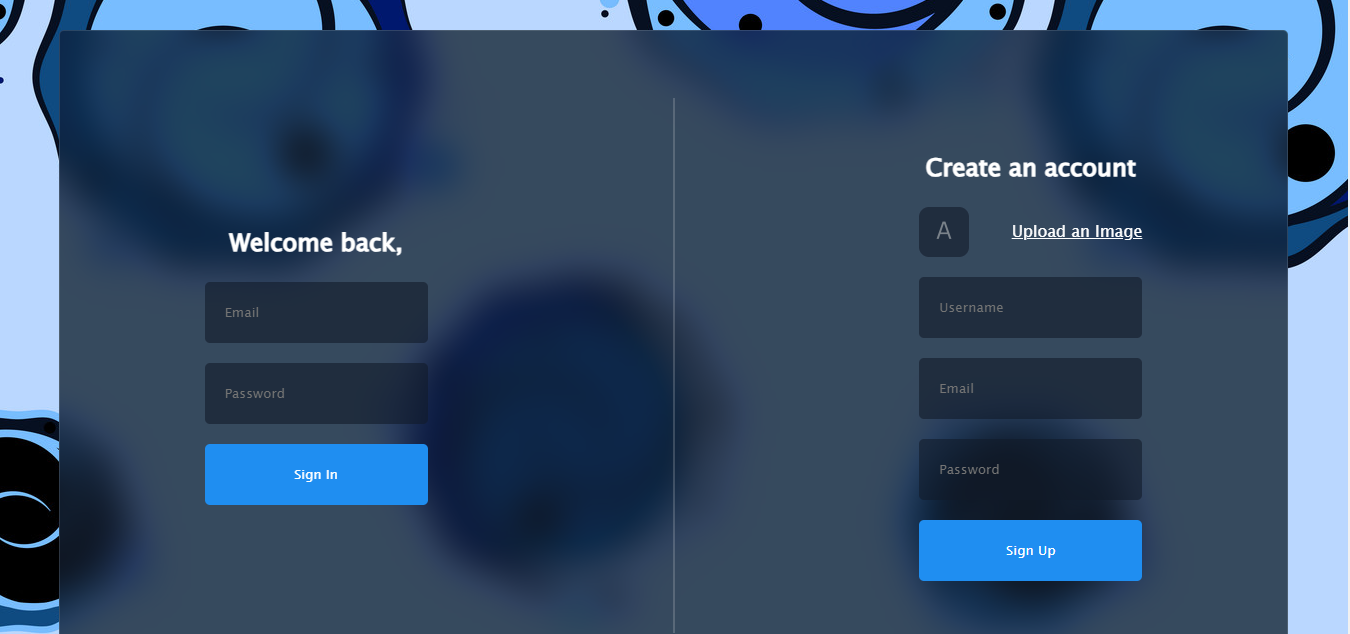 Welcome back,
Email
Password
Sign In
Create an account
A
Upload an Image
Username
Email
Password
Sign Up